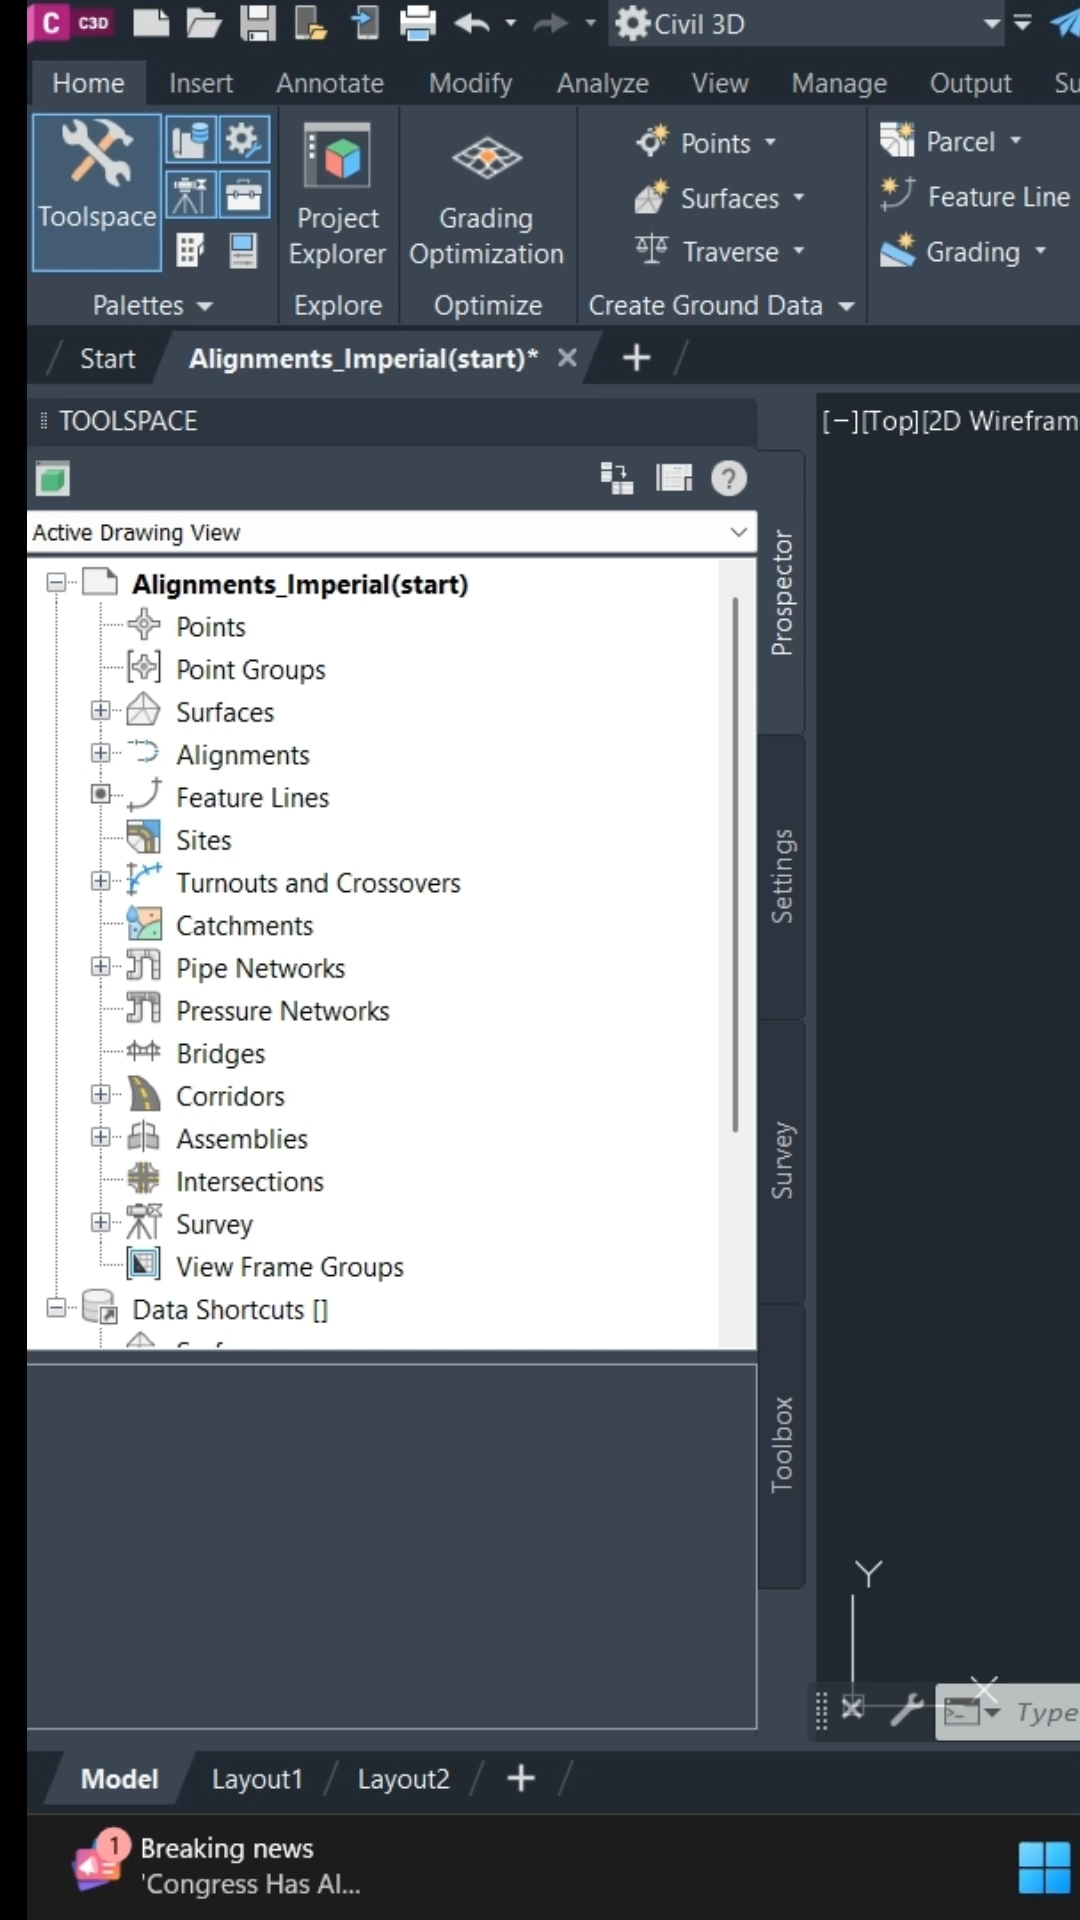 C C3D
Civil 3D
Home Insert Annotate Modify Analyze View Manage Output Su
Toolspace
Project
Explorer
Grading
Optimization
Points
Surfaces
Traverse
Parcel
Feature Line
Grading
Palettes Explore Optimize Create Ground Data
Start Alignments_Imperial(start)* +
TOOLSPACE
[−][Top][2D Wirefram
?
Active Drawing View
Alignments_Imperial(start)
Points
Point Groups
Surfaces
Alignments
Feature Lines
Sites
Turnouts and Crossovers
Catchments
Pipe Networks
Pressure Networks
Bridges
Corridors
Assemblies
Intersections
Survey
View Frame Groups
Data Shortcuts []
Prospector
Settings
Survey
Toolbox
Y
X
Type
Model Layout1 Layout2 +
1
Breaking news
'Congress Has Al...